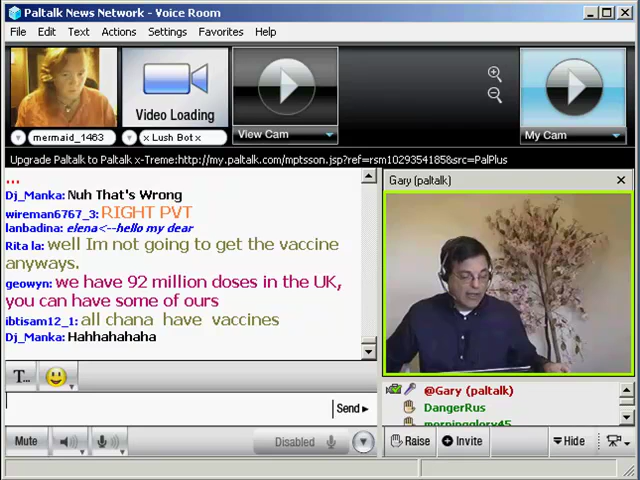 Paltalk News Network - Voice Room
File Edit Text Actions Settings Favorites Help
Video Loading
mermaid_1463
x Lush Bot x
View Cam
My Cam
Upgrade Paltalk to Paltalk x-Treme:http://my.paltalk.com/mptsson.jsp?ref=rsm1029354185&src=PalPlus
...
Dj_Manka: Nuh That's Wrong
wireman6767_3: RIGHT PVT
lanbadina: elena<--hello my dear
Rita la: well Im not going to get the vaccine
anyways.
geowyn: we have 92 million doses in the UK,
you can have some of ours
ibtisam12_1: all chana have vaccines
Dj_Manka: Hahhahahaha
T...
Send
Mute
Disabled
Gary (paltalk)
@Gary (paltalk)
DangerRus
morningglory45
Raise
Invite
Hide